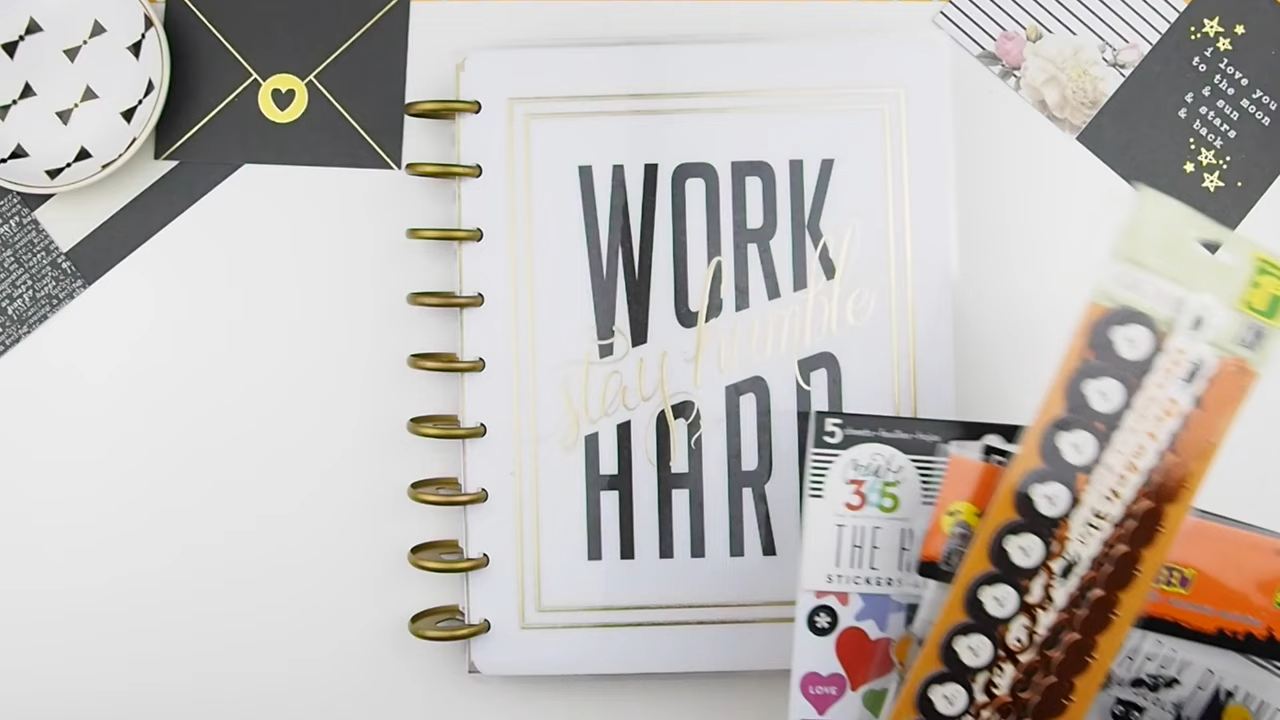 WORK
stay humble
HARD
i love you
to the moon
& sun
& stars
& back
5
365
THE
STICKERS
LOVE